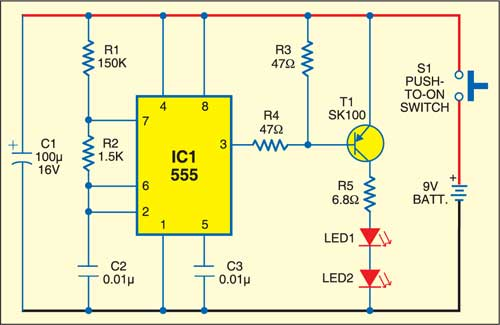 R1
150K
R3
47Ω
S1
PUSH-
TO-ON
SWITCH
4
8
T1
SK100
7
R4
47Ω
C1
100µ
16V
+
R2
1.5K
IC1
555
3
6
2
R5
6.8Ω
+
9V
BATT.
1
5
LED1
C2
0.01µ
C3
0.01µ
LED2